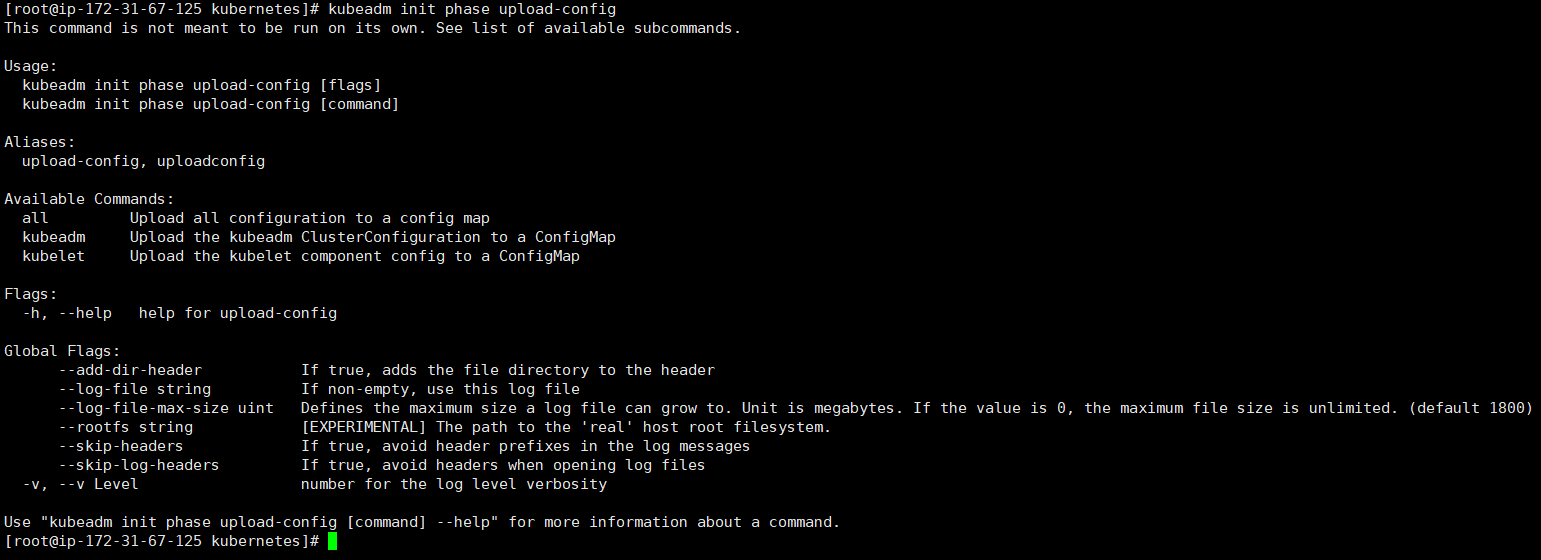 [root@ip-172-31-67-125 kubernetes]# kubeadm init phase upload-config
This command is not meant to be run on its own. See list of available subcommands.
Usage:
kubeadm init phase upload-config [flags]
kubeadm init phase upload-config [command]
Aliases:
upload-config, uploadconfig
Available Commands:
all         Upload all configuration to a config map
kubeadm     Upload the kubeadm ClusterConfiguration to a ConfigMap
kubelet     Upload the kubelet component config to a ConfigMap
Flags:
-h, --help   help for upload-config
Global Flags:
--add-dir-header           If true, adds the file directory to the header
--log-file string          If non-empty, use this log file
--log-file-max-size uint   Defines the maximum size a log file can grow to. Unit is megabytes. If the value is 0, the maximum file size is unlimited. (default 1800)
--rootfs string            [EXPERIMENTAL] The path to the 'real' host root filesystem.
--skip-headers             If true, avoid header prefixes in the log messages
--skip-log-headers         If true, avoid headers when opening log files
-v, --v Level                  number for the log level verbosity
Use "kubeadm init phase upload-config [command] --help" for more information about a command.
[root@ip-172-31-67-125 kubernetes]#